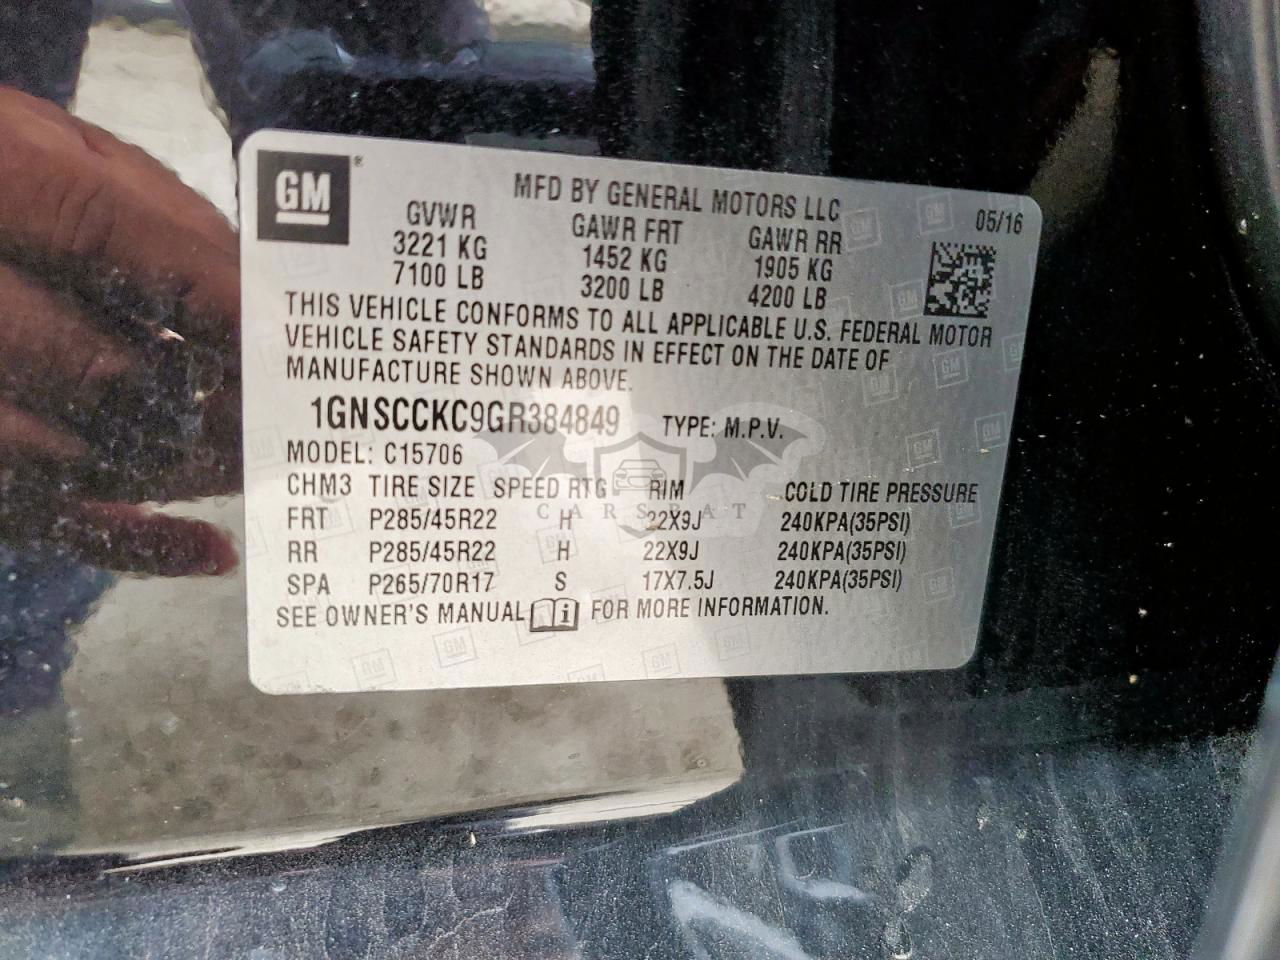 GM ®
MFD BY GENERAL MOTORS LLC
05/16
GVWR GAWR FRT GAWR RR
3221 KG 1452 KG 1905 KG
7100 LB 3200 LB 4200 LB
THIS VEHICLE CONFORMS TO ALL APPLICABLE U.S. FEDERAL MOTOR
VEHICLE SAFETY STANDARDS IN EFFECT ON THE DATE OF
MANUFACTURE SHOWN ABOVE.
1GNSCCKC9GR384849 TYPE: M.P.V.
MODEL: C15706
CHM3 TIRE SIZE SPEED RTG RIM COLD TIRE PRESSURE
CARSBAT
FRT P285/45R22 H 22X9J 240KPA(35PSI)
RR P285/45R22 H 22X9J 240KPA(35PSI)
SPA P265/70R17 S 17X7.5J 240KPA(35PSI)
SEE OWNER'S MANUAL i FOR MORE INFORMATION.